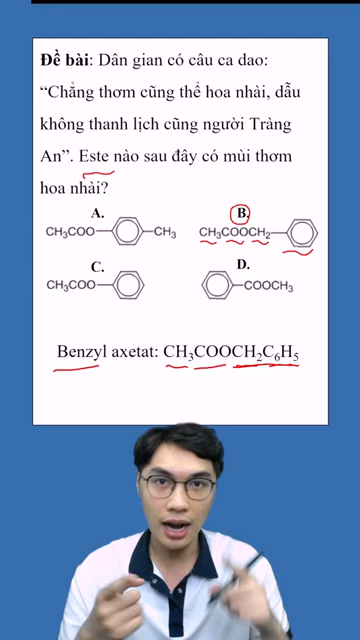 Đề bài: Dân gian có câu ca dao:
“Chẳng thơm cũng thể hoa nhài, dẫu
không thanh lịch cũng người Tràng
An”. Este nào sau đây có mùi thơm
hoa nhài?
A. B.
CH₃COO CH₃ CH₃COOCH₂
C. D.
CH₃COO COOCH₃
Benzyl axetat: CH₃COOCH₂C₆H₅